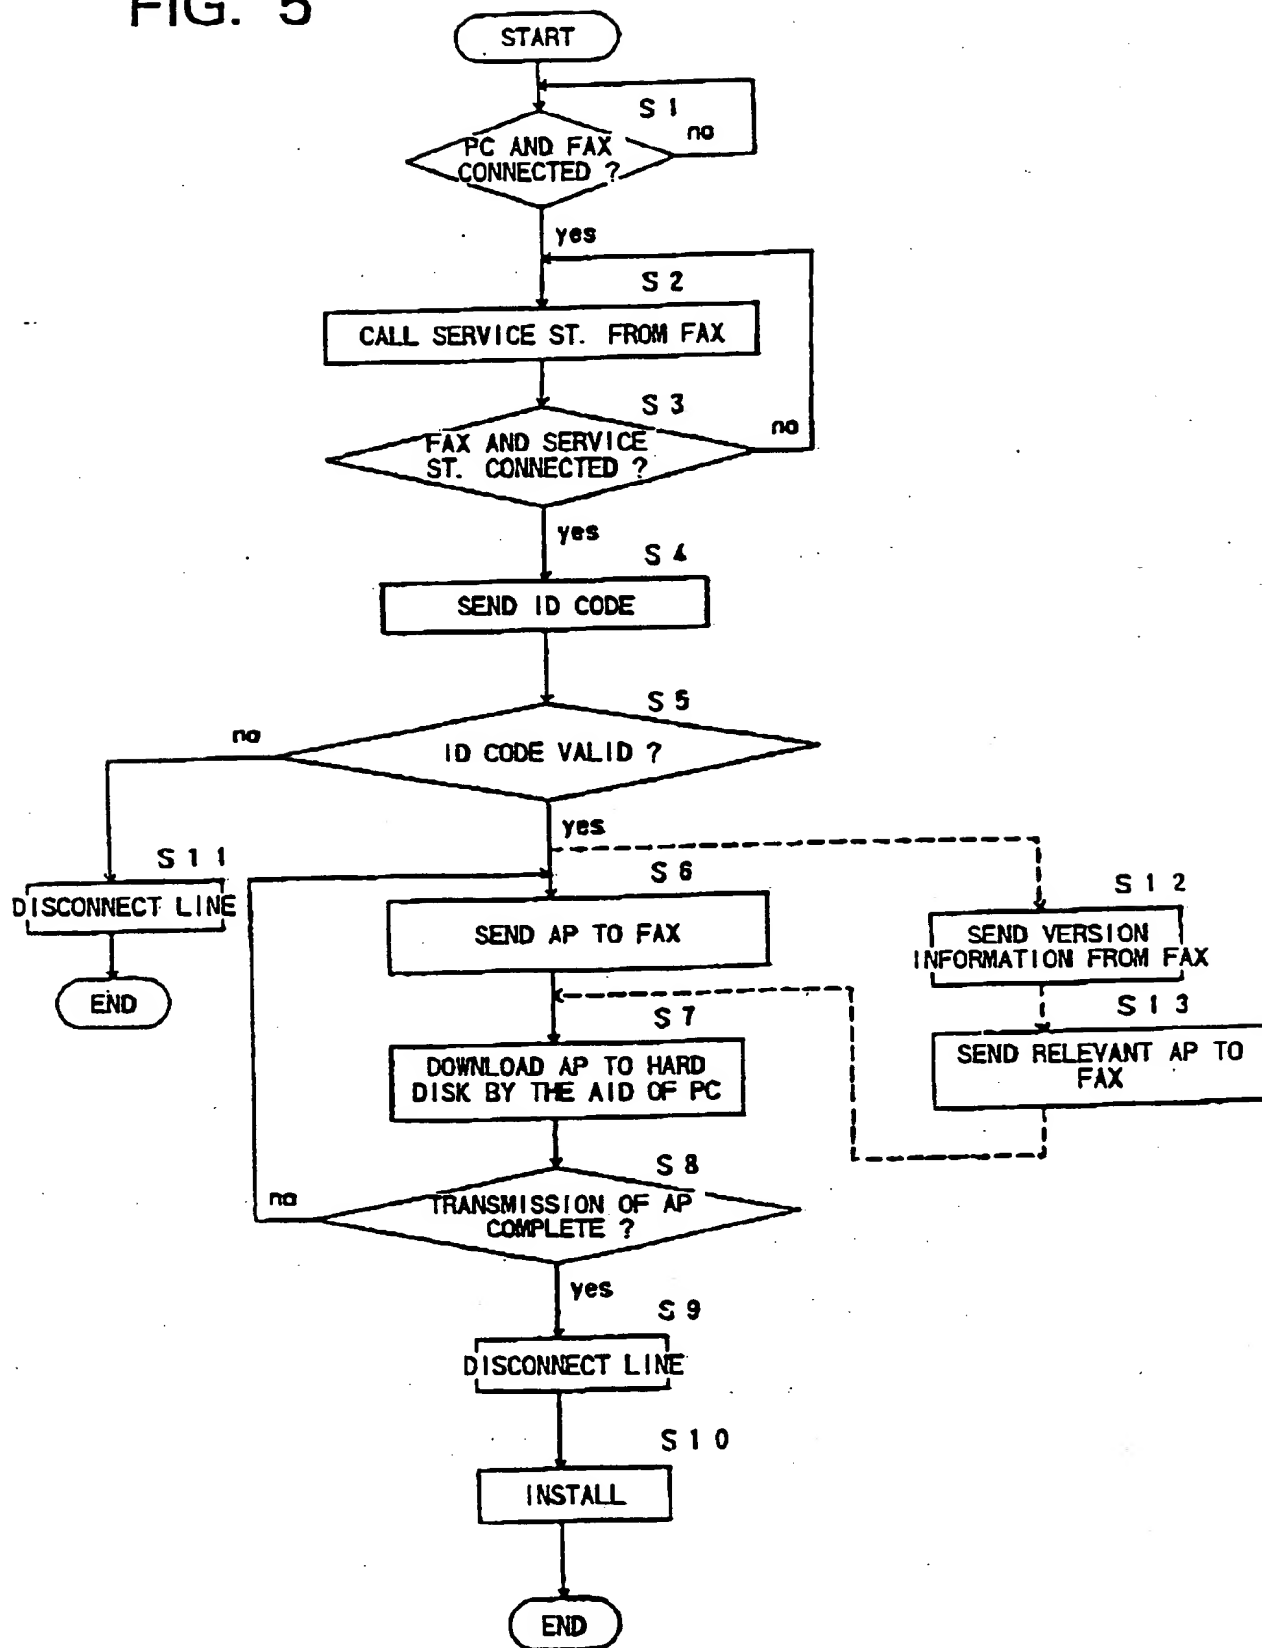 FIG. 5
START
S 1
no
PC AND FAX
CONNECTED ?
yes
S 2
CALL SERVICE ST. FROM FAX
S 3
no
FAX AND SERVICE
ST. CONNECTED ?
yes
S 4
SEND ID CODE
S 5
no
ID CODE VALID ?
yes
S 1 1
DISCONNECT LINE
END
S 6
SEND AP TO FAX
S 1 2
SEND VERSION
INFORMATION FROM FAX
S 1 3
SEND RELEVANT AP TO
FAX
S 7
DOWNLOAD AP TO HARD
DISK BY THE AID OF PC
S 8
no
TRANSMISSION OF AP
COMPLETE ?
yes
S 9
DISCONNECT LINE
S 1 0
INSTALL
END